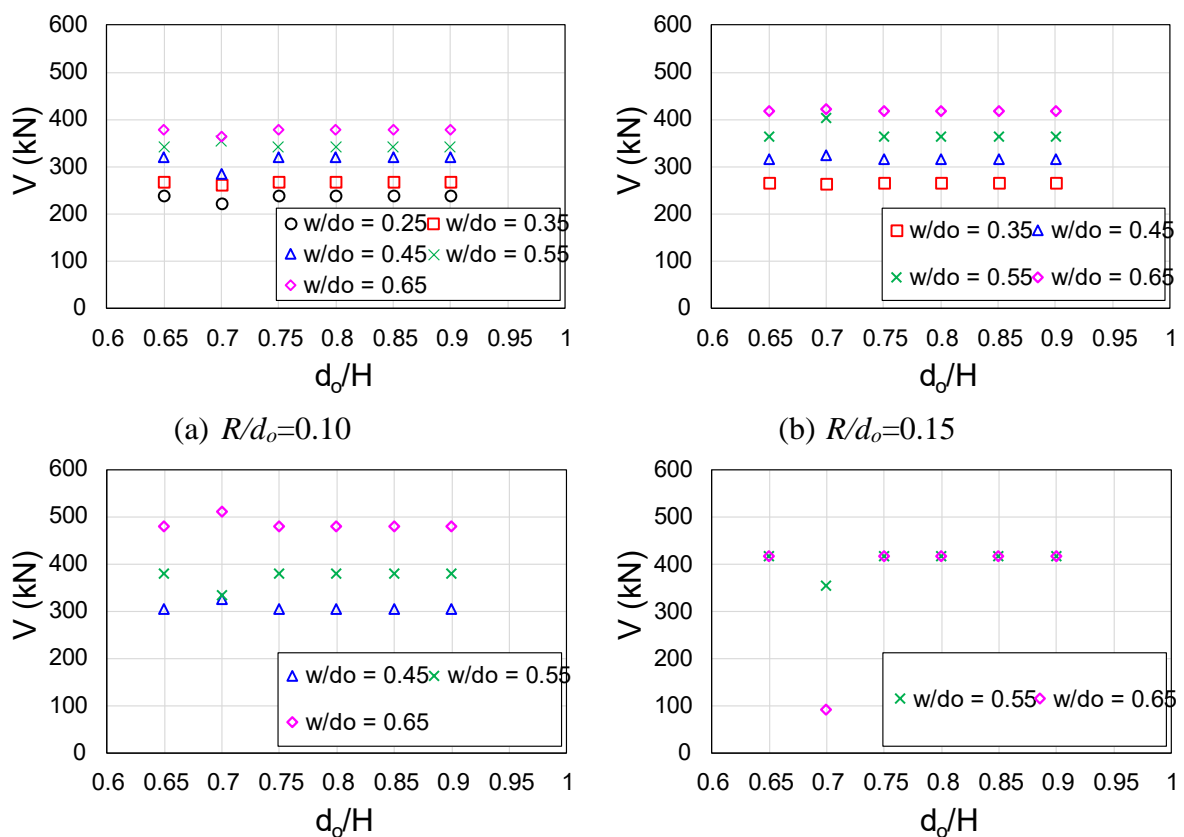 600
500
400
300
200
100
0
V (kN)
0.6 0.65 0.7 0.75 0.8 0.85 0.9 0.95 1
do/H
w/do = 0.25 w/do = 0.35
w/do = 0.45 w/do = 0.55
w/do = 0.65
(a) R/do=0.10
600
500
400
300
200
100
0
V (kN)
0.6 0.65 0.7 0.75 0.8 0.85 0.9 0.95 1
do/H
w/do = 0.35 w/do = 0.45
w/do = 0.55 w/do = 0.65
(b) R/do=0.15
600
500
400
300
200
100
0
V (kN)
0.6 0.65 0.7 0.75 0.8 0.85 0.9 0.95 1
do/H
w/do = 0.45 w/do = 0.55
w/do = 0.65
600
500
400
300
200
100
0
V (kN)
0.6 0.65 0.7 0.75 0.8 0.85 0.9 0.95 1
do/H
w/do = 0.55 w/do = 0.65